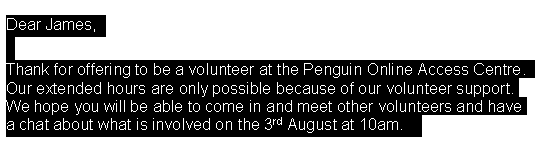 Dear James,
Thank for offering to be a volunteer at the Penguin Online Access Centre.
Our extended hours are only possible because of our volunteer support.
We hope you will be able to come in and meet other volunteers and have
a chat about what is involved on the 3rd August at 10am.